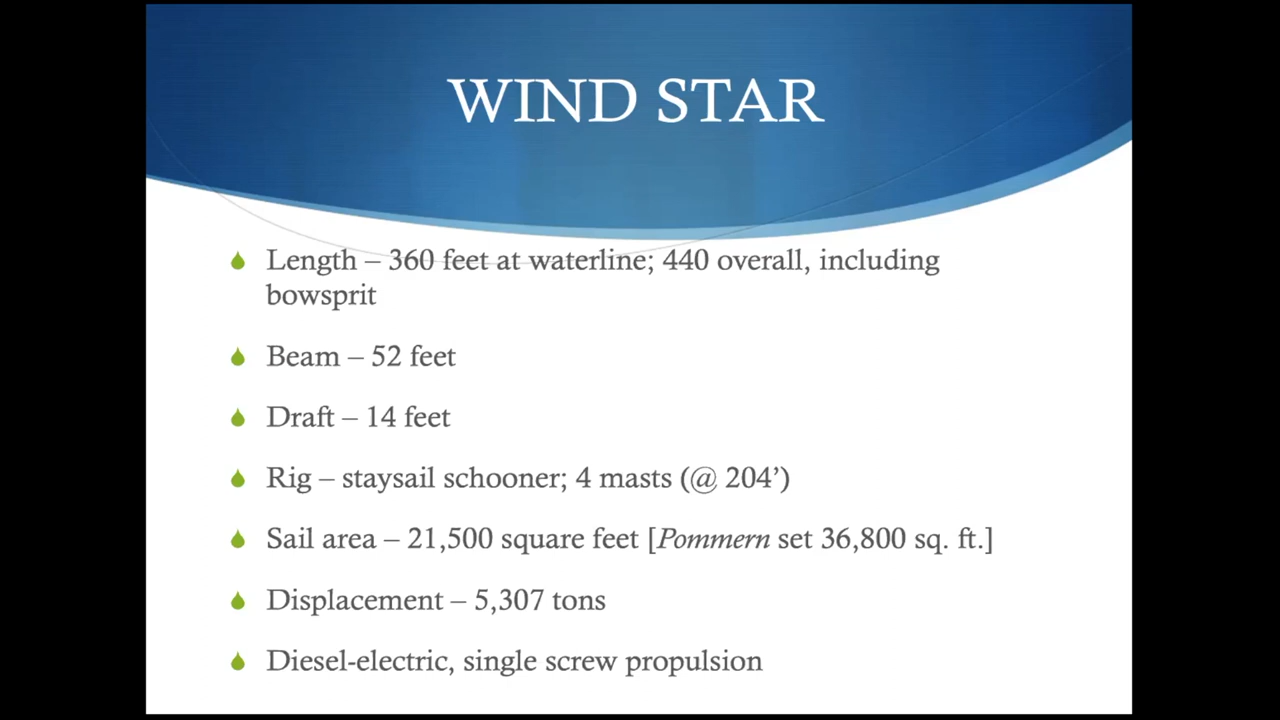 WIND STAR
Length – 360 feet at waterline; 440 overall, including
bowsprit
Beam – 52 feet
Draft – 14 feet
Rig – staysail schooner; 4 masts (@ 204’)
Sail area – 21,500 square feet [Pommern set 36,800 sq. ft.]
Displacement – 5,307 tons
Diesel-electric, single screw propulsion